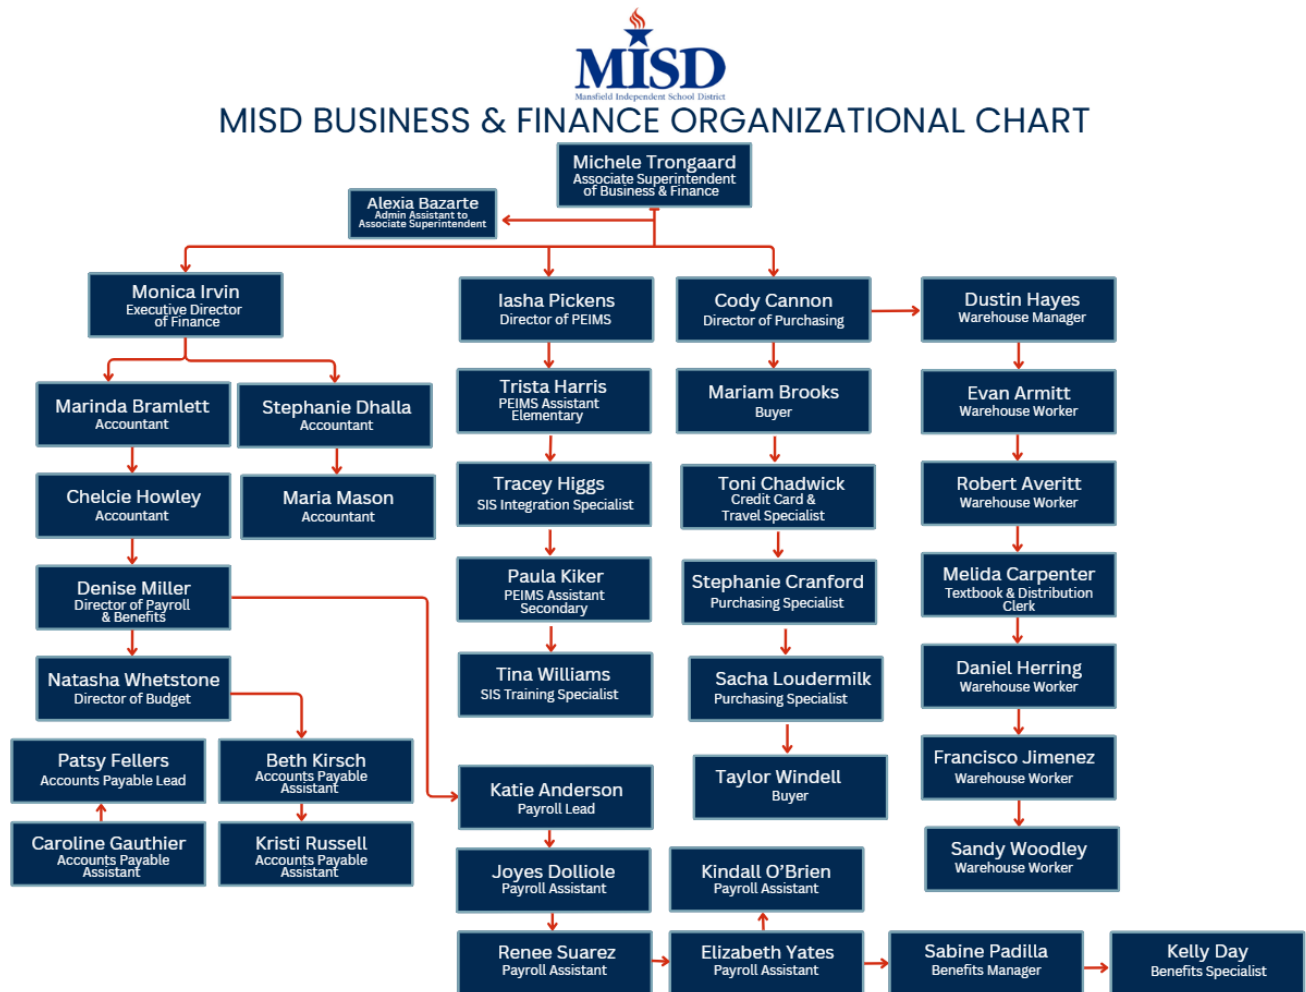 MISD
Mansfield Independent School District
MISD BUSINESS & FINANCE ORGANIZATIONAL CHART
Michele Trongaard
Associate Superintendent
of Business & Finance
Alexia Bazarte
Admin Assistant to
Associate Superintendent
Monica Irvin
Executive Director
of Finance
Iasha Pickens
Director of PEIMS
Cody Cannon
Director of Purchasing
Dustin Hayes
Warehouse Manager
Marinda Bramlett
Accountant
Stephanie Dhalla
Accountant
Trista Harris
PEIMS Assistant
Elementary
Mariam Brooks
Buyer
Evan Armitt
Warehouse Worker
Chelcie Howley
Accountant
Maria Mason
Accountant
Tracey Higgs
SIS Integration Specialist
Toni Chadwick
Credit Card &
Travel Specialist
Robert Averitt
Warehouse Worker
Denise Miller
Director of Payroll
& Benefits
Paula Kiker
PEIMS Assistant
Secondary
Stephanie Cranford
Purchasing Specialist
Melida Carpenter
Textbook & Distribution
Clerk
Natasha Whetstone
Director of Budget
Tina Williams
SIS Training Specialist
Sacha Loudermilk
Purchasing Specialist
Daniel Herring
Warehouse Worker
Patsy Fellers
Accounts Payable Lead
Beth Kirsch
Accounts Payable
Assistant
Katie Anderson
Payroll Lead
Taylor Windell
Buyer
Francisco Jimenez
Warehouse Worker
Caroline Gauthier
Accounts Payable
Assistant
Kristi Russell
Accounts Payable
Assistant
Joyes Dolliole
Payroll Assistant
Kindall O'Brien
Payroll Assistant
Sandy Woodley
Warehouse Worker
Renee Suarez
Payroll Assistant
Elizabeth Yates
Payroll Assistant
Sabine Padilla
Benefits Manager
Kelly Day
Benefits Specialist